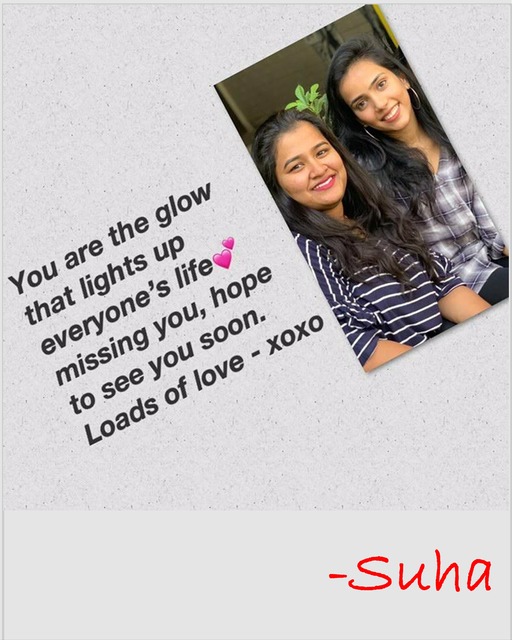 You are the glow
that lights up
everyone's life💕
missing you, hope
to see you soon.
Loads of love - xoxo
-Suha